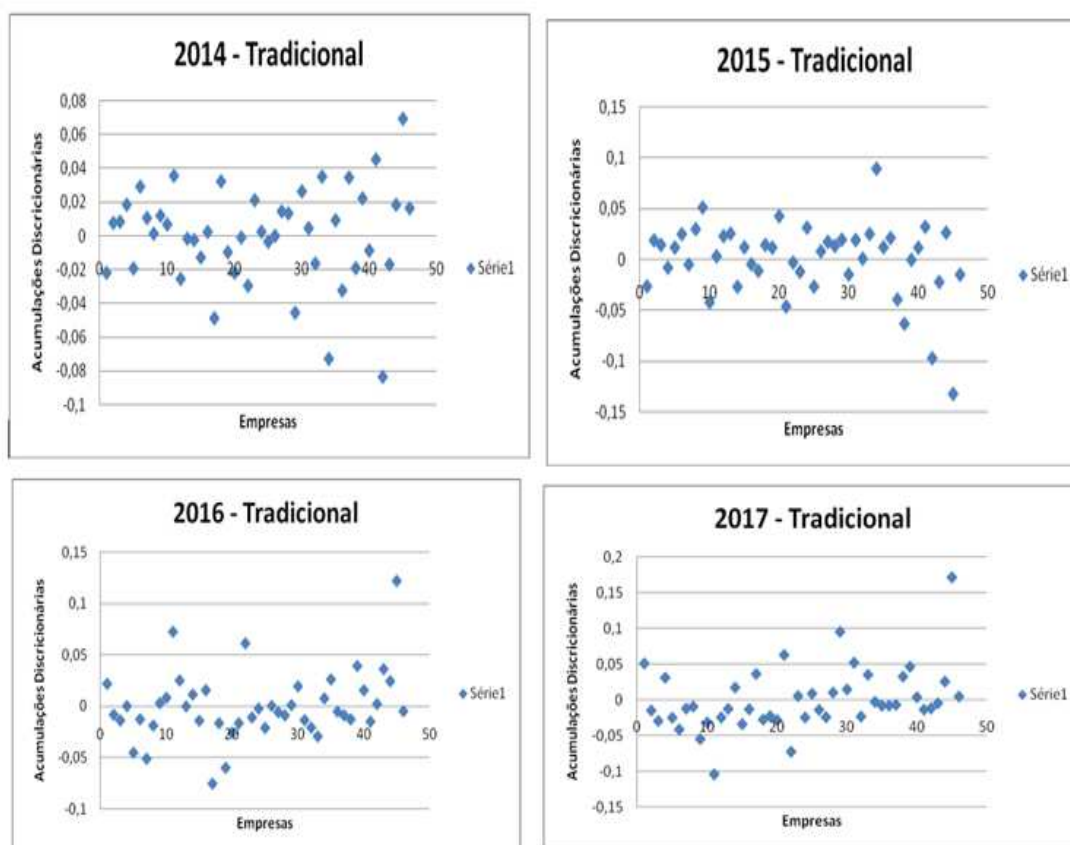 2014 - Tradicional
Acumulações Discricionárias
0,08
0,06
0,04
0,02
0
-0,02
-0,04
-0,06
-0,08
-0,1
0 10 20 30 40 50
Série1
Empresas
2015 - Tradicional
Acumulações Discricionárias
0,15
0,1
0,05
0
-0,05
-0,1
-0,15
0 10 20 30 40 50
Série1
Empresas
2016 - Tradicional
Acumulações Discricionárias
0,15
0,1
0,05
0
-0,05
-0,1
0 10 20 30 40 50
Série1
Empresas
2017 - Tradicional
Acumulações Discricionárias
0,2
0,15
0,1
0,05
0
-0,05
-0,1
-0,15
0 10 20 30 40 50
Série1
Empresas